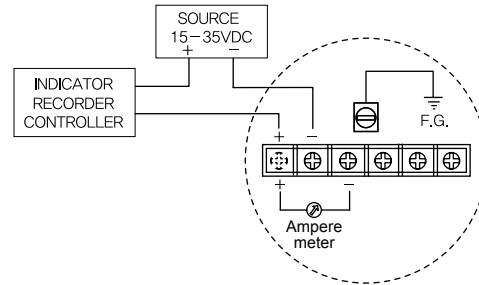 SOURCE
15-35VDC
+ -
INDICATOR
RECORDER
CONTROLLER
F.G.
+ -
+ -
Ampere
meter